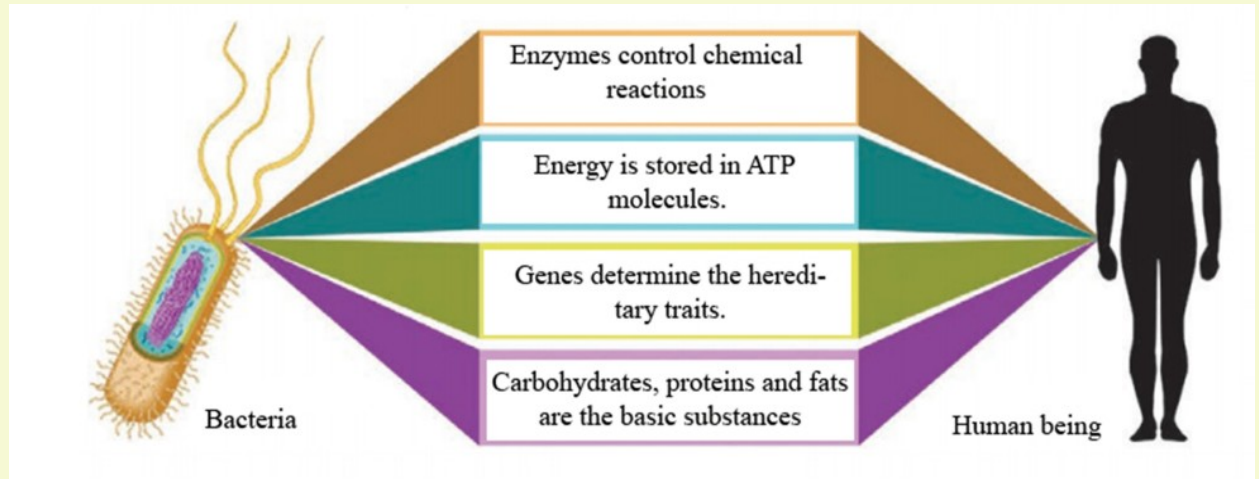 Enzymes control chemical
reactions
Energy is stored in ATP
molecules.
Genes determine the heredi-
tary traits.
Carbohydrates, proteins and fats
are the basic substances
Bacteria
Human being